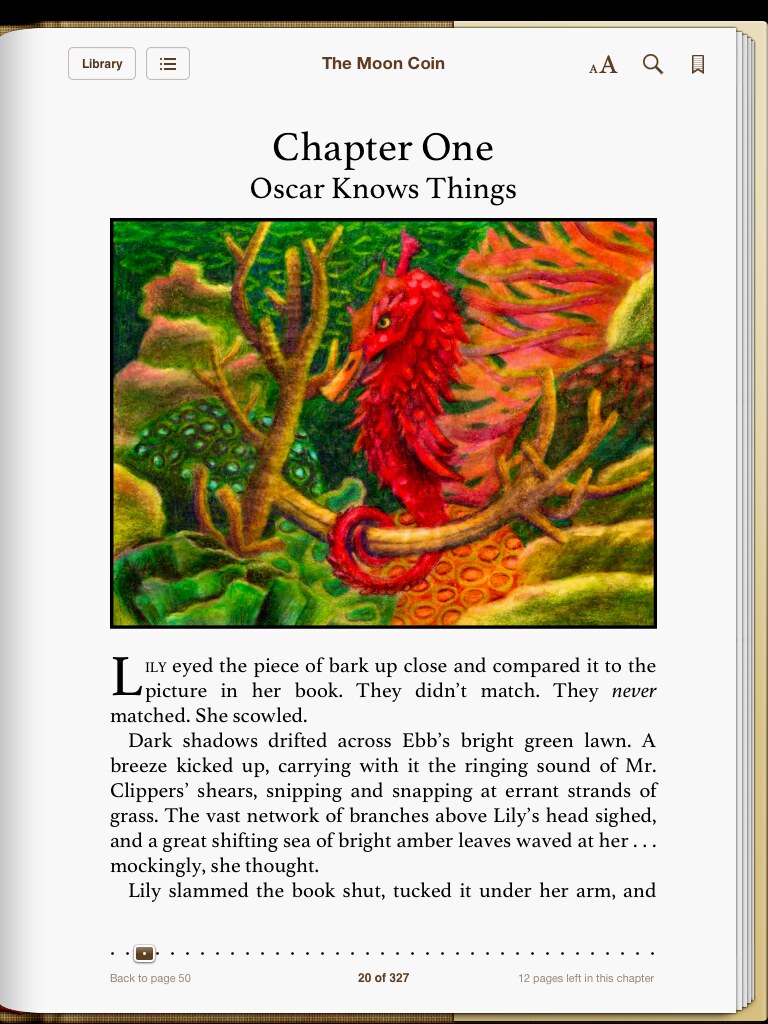 Library
The Moon Coin
AA
Chapter One
Oscar Knows Things
LILY eyed the piece of bark up close and compared it to the
picture in her book. They didn’t match. They never
matched. She scowled.
Dark shadows drifted across Ebb’s bright green lawn. A
breeze kicked up, carrying with it the ringing sound of Mr.
Clippers’ shears, snipping and snapping at errant strands of
grass. The vast network of branches above Lily’s head sighed,
and a great shifting sea of bright amber leaves waved at her . . .
mockingly, she thought.
Lily slammed the book shut, tucked it under her arm, and
Back to page 50
20 of 327
12 pages left in this chapter